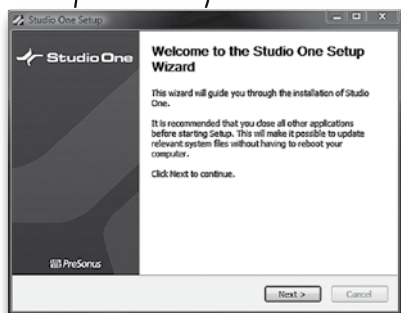 Studio One Setup
Studio One
Welcome to the Studio One Setup
Wizard
This wizard will guide you through the installation of Studio
One.
It is recommended that you close all other applications
before starting Setup. This will make it possible to update
relevant system files without having to reboot your
computer.
Click Next to continue.
PreSonus
Next >
Cancel